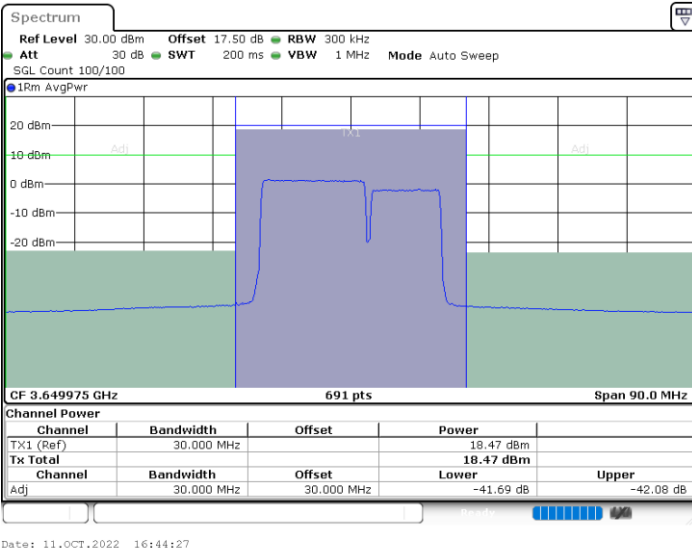 Spectrum
Ref Level 30.00 dBm Offset 17.50 dB RBW 300 kHz
Att 30 dB SWT 200 ms VBW 1 MHz Mode Auto Sweep
SGL Count 100/100
1Rm AvgPwr
20 dBm
TX1
Adj Adj
10 dBm
0 dBm
-10 dBm
-20 dBm
CF 3.649975 GHz 691 pts Span 90.0 MHz
Channel Power
Channel Bandwidth Offset Power
TX1 (Ref) 30.000 MHz 18.47 dBm
Tx Total 18.47 dBm
Channel Bandwidth Offset Lower Upper
Adj 30.000 MHz 30.000 MHz -41.69 dB -42.08 dB
Ready
Date: 11.OCT.2022 16:44:27